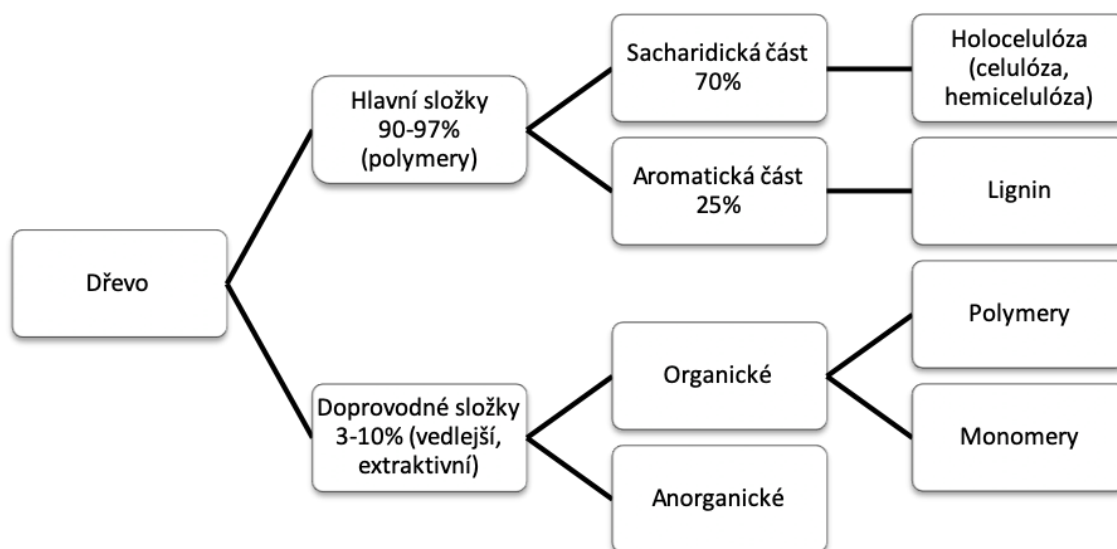 Dřevo
Hlavní složky
90-97%
(polymery)
Sacharidická část
70%
Holocelulóza
(celulóza,
hemicelulóza)
Aromatická část
25%
Lignin
Doprovodné složky
3-10% (vedlejší,
extraktivní)
Organické
Polymery
Monomery
Anorganické